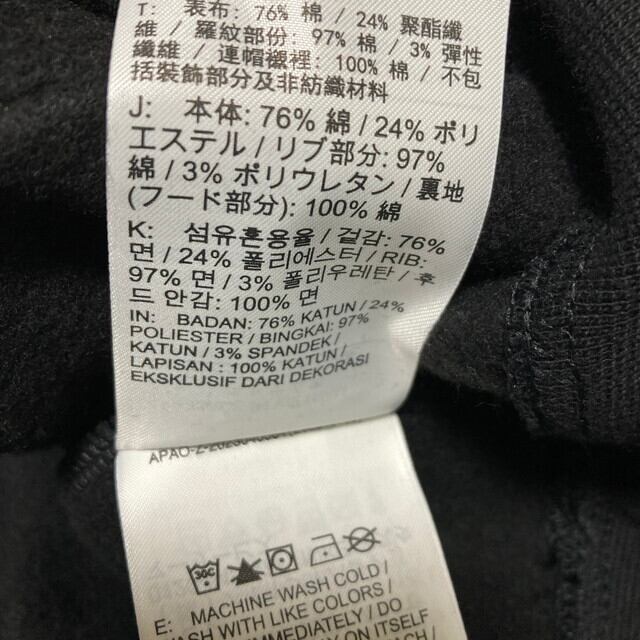 T: 表布: 76% 棉 / 24% 聚酯纖
維 / 羅紋部份: 97% 棉 / 3% 彈性
纖維 / 連帽襯裡: 100% 棉 / 不包
括裝飾部分及非紡織材料
J: 本体: 76% 綿 / 24% ポリ
エステル / リブ部分: 97%
綿 / 3% ポリウレタン / 裏地
(フード部分): 100% 綿
K: 섬유혼용율 / 겉감: 76%
면 / 24% 폴리에스터 / RIB:
97% 면 / 3% 폴리우레탄 / 후
드 안감: 100% 면
IN: BADAN: 76% KATUN / 24%
POLIESTER / BINGKAI: 97%
KATUN / 3% SPANDEK /
LAPISAN : 100% KATUN /
EKSKLUSIF DARI DEKORASI
30C
E: MACHINE WASH COLD /
WASH WITH LIKE COLORS /
IMMEDIATELY / DO
ON ITSELF